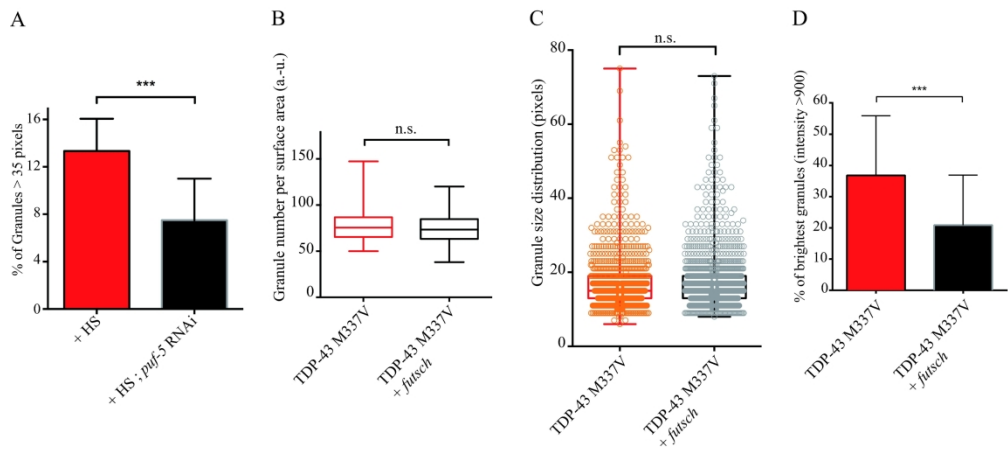 A
% of Granules > 35 pixels
16
12
8
4
0
***
+ HS
+ HS ; puf-5 RNAi
B
Granule number per surface area (a.-u.)
150
100
50
0
n.s.
TDP-43 M337V
TDP-43 M337V
+ futsch
C
Granule size distribution (pixels)
80
60
40
20
0
n.s.
TDP-43 M337V
TDP-43 M337V
+ futsch
D
% of brightest granules (intensity >900)
60
50
40
30
20
10
0
***
TDP-43 M337V
TDP-43 M337V
+ futsch